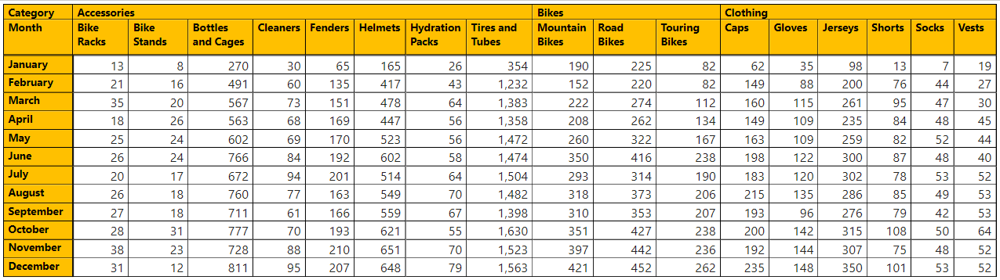 Category Accessories Bikes Clothing
Month Bike Racks Bike Stands Bottles and Cages Cleaners Fenders Helmets Hydration Packs Tires and Tubes Mountain Bikes Road Bikes Touring Bikes Caps Gloves Jerseys Shorts Socks Vests
January 13 8 270 30 65 165 26 354 190 225 82 62 35 98 13 7 19
February 21 16 491 60 135 417 43 1,232 152 220 82 149 88 200 76 44 27
March 35 20 567 73 151 478 64 1,383 222 274 112 160 115 261 95 47 30
April 18 26 563 68 169 447 56 1,358 208 262 134 149 109 235 84 48 45
May 25 24 602 69 170 523 56 1,472 260 322 167 163 109 259 82 52 44
June 26 24 766 84 192 602 58 1,474 350 416 238 198 122 300 87 48 40
July 20 17 672 94 201 514 64 1,504 293 314 190 183 120 302 78 53 52
August 26 18 760 77 163 549 70 1,482 318 373 206 215 135 286 85 49 53
September 27 18 711 61 166 559 67 1,398 310 353 207 193 96 276 79 42 53
October 28 31 777 70 193 621 55 1,630 351 427 238 200 142 315 108 50 64
November 38 23 728 88 210 651 70 1,523 397 442 236 192 144 307 75 48 52
December 31 12 811 95 207 648 79 1,563 421 452 262 235 148 350 101 53 52